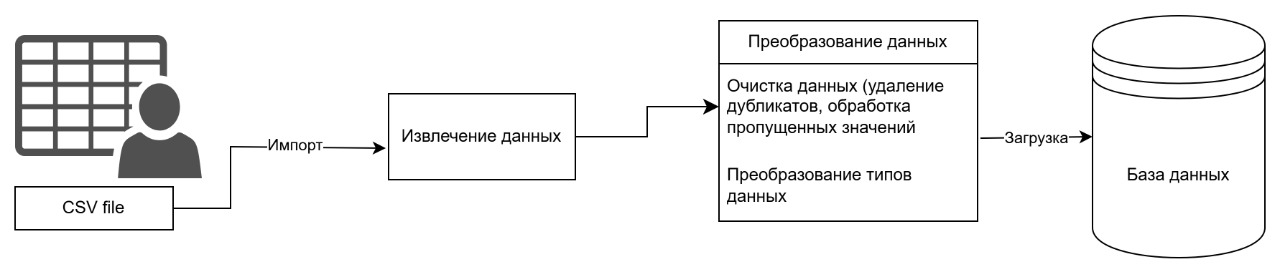 CSV file
Импорт
Извлечение данных
Преобразование данных
Очистка данных (удаление
дубликатов, обработка
пропущенных значений
Преобразование типов
данных
Загрузка
База данных